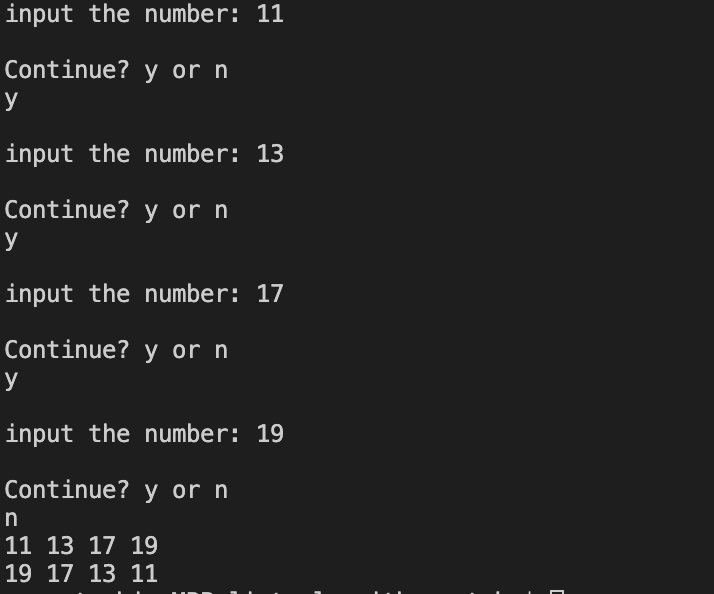 input the number: 11
Continue? y or n
y
input the number: 13
Continue? y or n
y
input the number: 17
Continue? y or n
y
input the number: 19
Continue? y or n
n
11 13 17 19
19 17 13 11